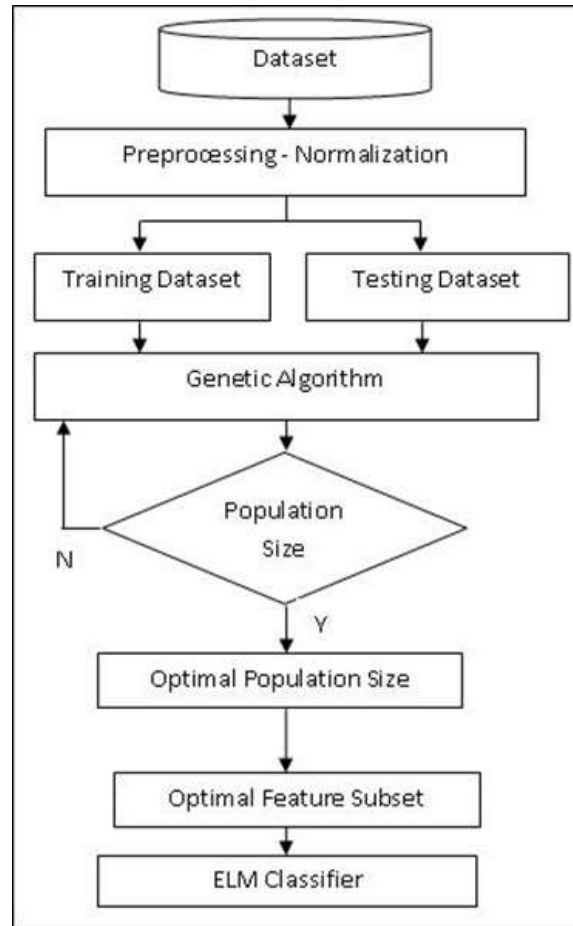 Dataset
Preprocessing - Normalization
Training Dataset
Testing Dataset
Genetic Algorithm
Population
Size
N
Y
Optimal Population Size
Optimal Feature Subset
ELM Classifier